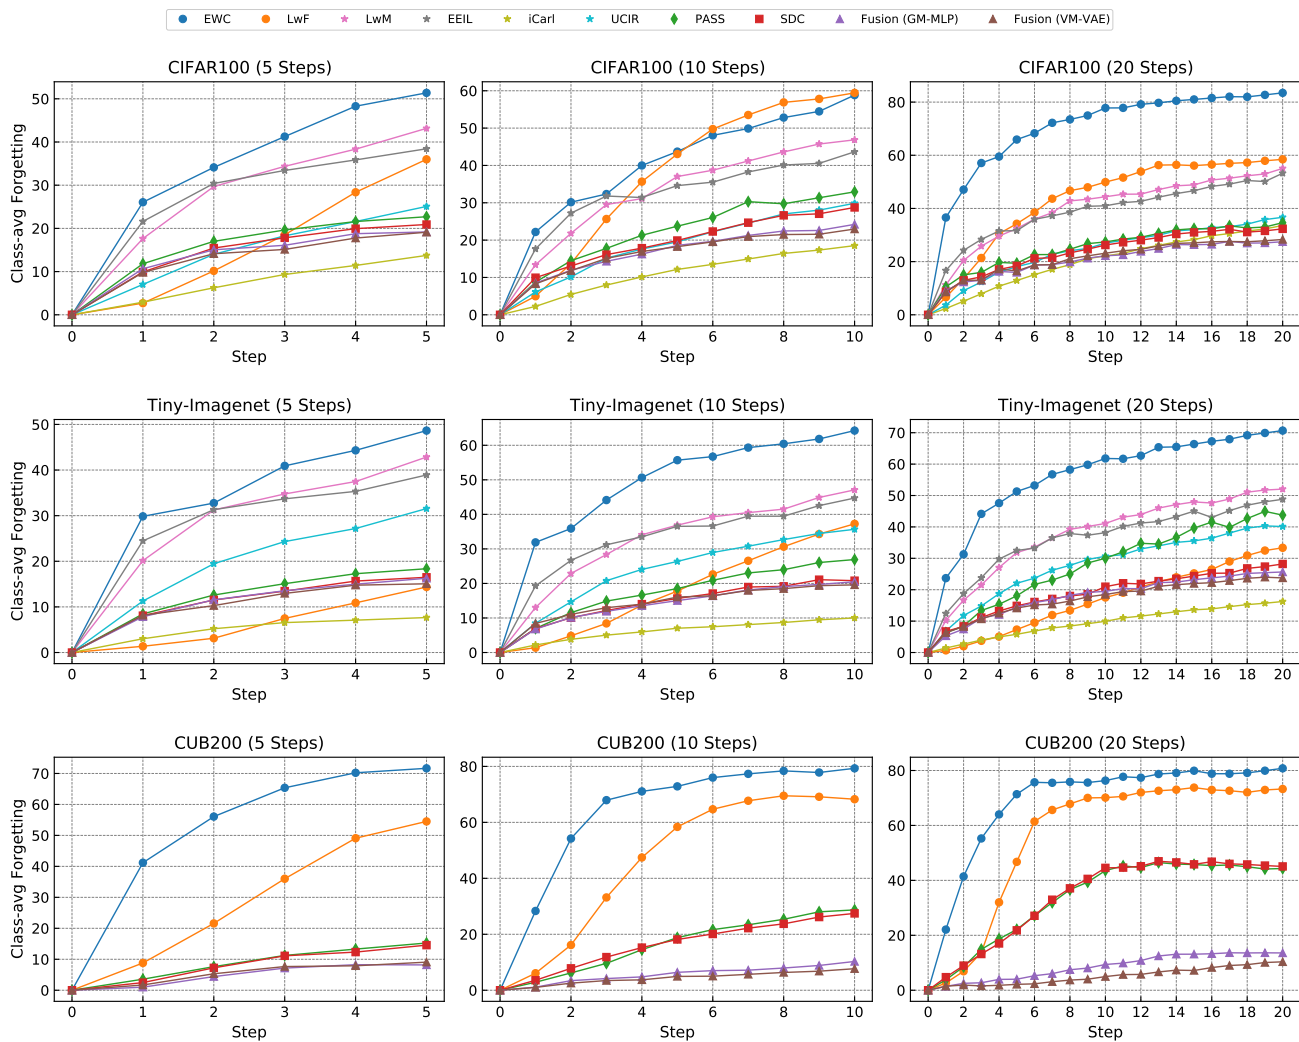 EWC LwF LwM EEIL iCarl UCIR PASS SDC Fusion (GM-MLP) Fusion (VM-VAE)
CIFAR100 (5 Steps)
Class-avg Forgetting
50
40
30
20
10
0
0 1 2 3 4 5
Step
CIFAR100 (10 Steps)
60
50
40
30
20
10
0
0 2 4 6 8 10
Step
CIFAR100 (20 Steps)
80
60
40
20
0
0 2 4 6 8 10 12 14 16 18 20
Step
Tiny-Imagenet (5 Steps)
Class-avg Forgetting
50
40
30
20
10
0
0 1 2 3 4 5
Step
Tiny-Imagenet (10 Steps)
60
50
40
30
20
10
0
0 2 4 6 8 10
Step
Tiny-Imagenet (20 Steps)
70
60
50
40
30
20
10
0
0 2 4 6 8 10 12 14 16 18 20
Step
CUB200 (5 Steps)
Class-avg Forgetting
70
60
50
40
30
20
10
0
0 1 2 3 4 5
Step
CUB200 (10 Steps)
80
60
40
20
0
0 2 4 6 8 10
Step
CUB200 (20 Steps)
80
60
40
20
0
0 2 4 6 8 10 12 14 16 18 20
Step